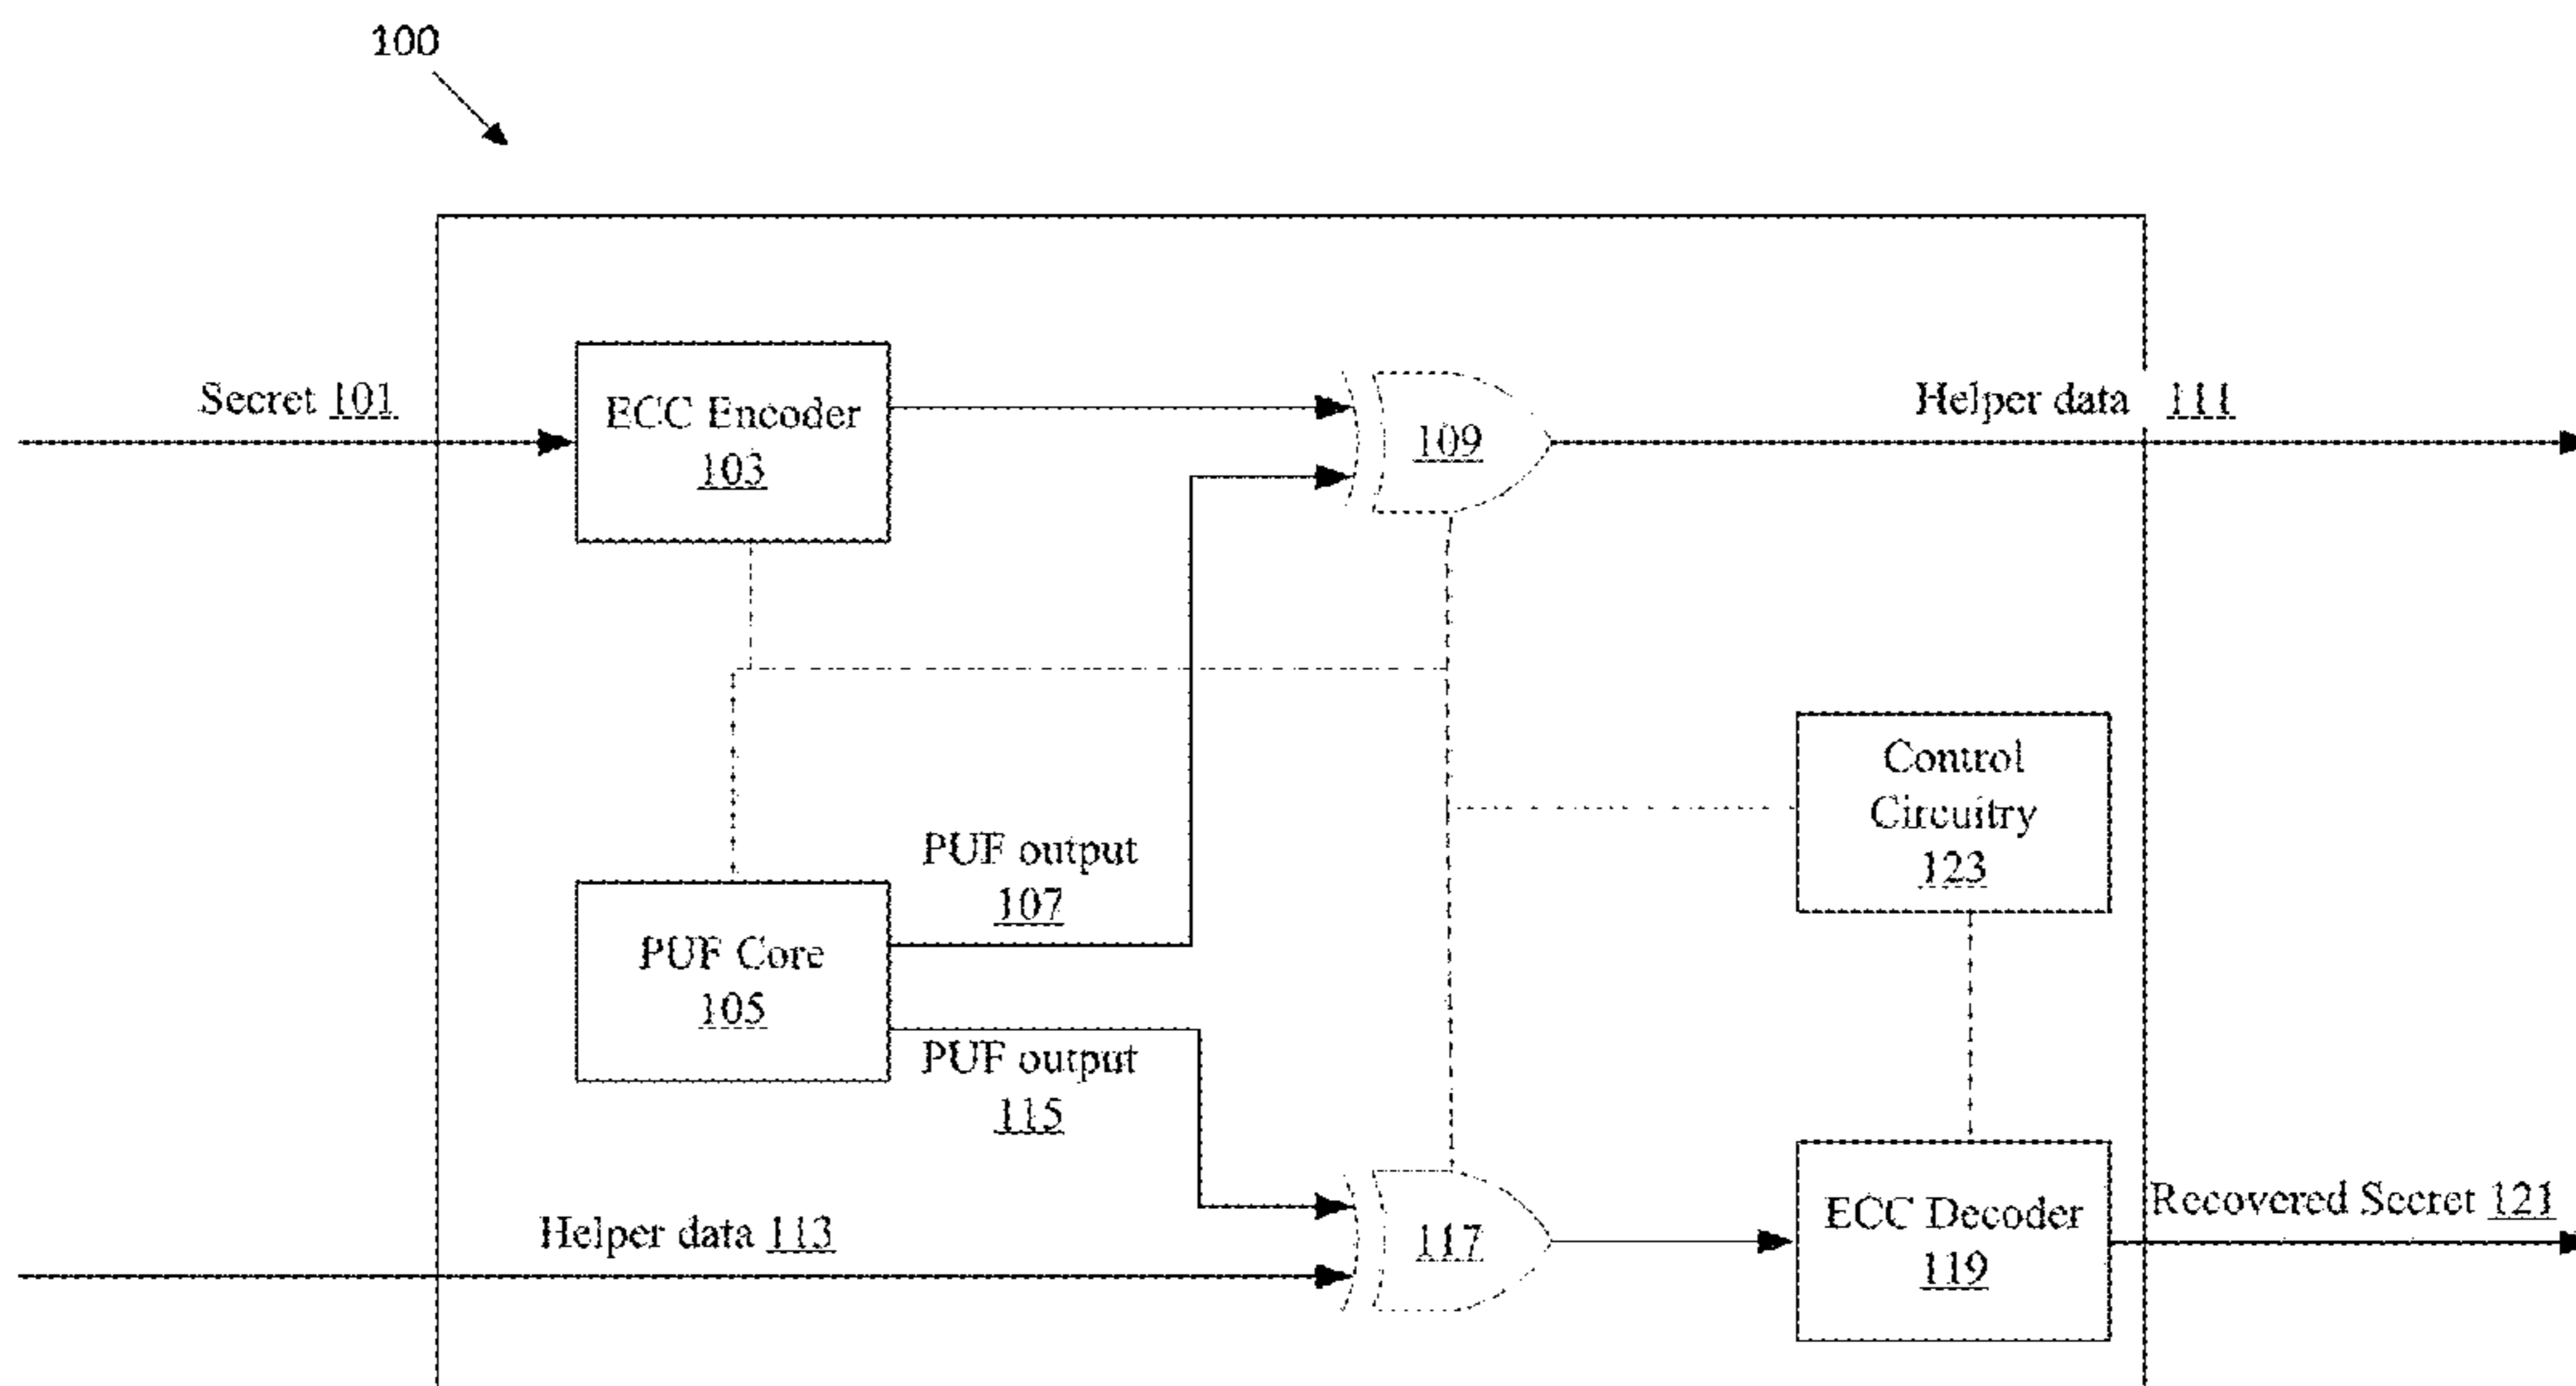 100
Secret 101
ECC Encoder
103
109
Helper data 111
Control
Circuitry
123
PUF output
107
PUF Core
105
PUF output
115
Helper data 113
117
ECC Decoder
119
Recovered Secret 121